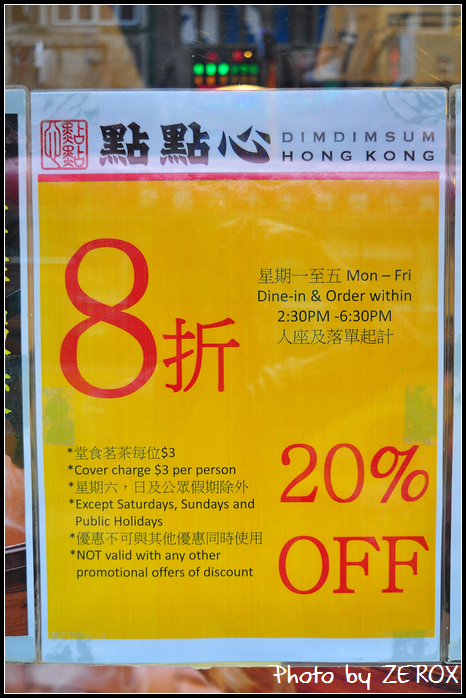 點點心
點點心 DIMDIMSUM
HONG KONG
8折
星期一至五 Mon – Fri
Dine-in & Order within
2:30PM -6:30PM
入座及落單起計
*堂食茗茶每位$3
*Cover charge $3 per person
*星期六，日及公眾假期除外
*Except Saturdays, Sundays and
Public Holidays
*優惠不可與其他優惠同時使用
*NOT valid with any other
promotional offers of discount
20%
OFF
Photo by ZEROX